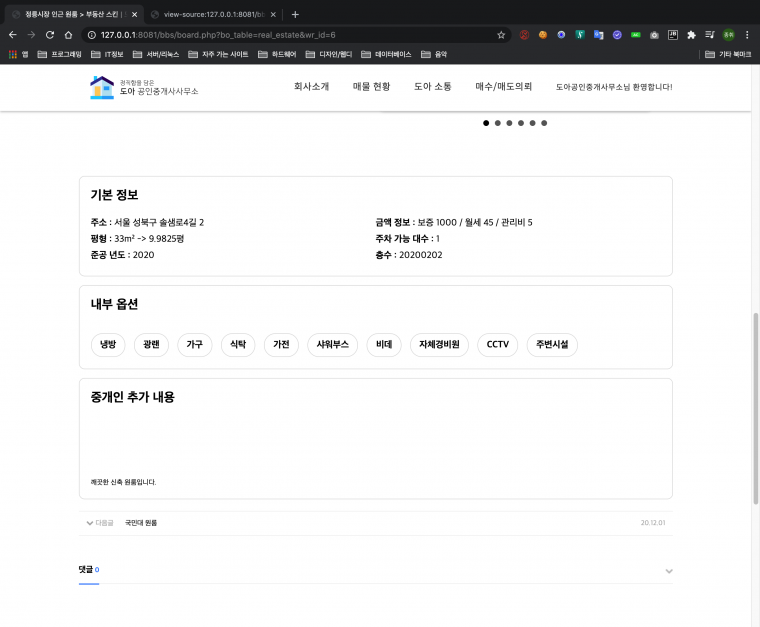 정릉시장 인근 원룸 > 부동산 스킨 |
view-source:127.0.0.1:8081/bb
127.0.0.1:8081/bbs/board.php?bo_table=real_estate&wr_id=6
앱 프로그래밍 IT정보 서버/리눅스 자주 가는 사이트 하드웨어 디자인/웹디 데이터베이스 음악 기타 북마크
정직함을 담은
도아 공인중개사사무소
회사소개 매물 현황 도아 소통 매수/매도의뢰 도아공인중개사무소님 환영합니다!
기본 정보
주소 : 서울 성북구 솔샘로4길 2
금액 정보 : 보증 1000 / 월세 45 / 관리비 5
평형 : 33m² -> 9.9825평
주차 가능 대수 : 1
준공 년도 : 2020
층수 : 20200202
내부 옵션
냉방 광랜 가구 식탁 가전 샤워부스 비데 자체경비원 CCTV 주변시설
중개인 추가 내용
깨끗한 신축 원룸입니다.
다음글 국민대 원룸 20.12.01
댓글 0